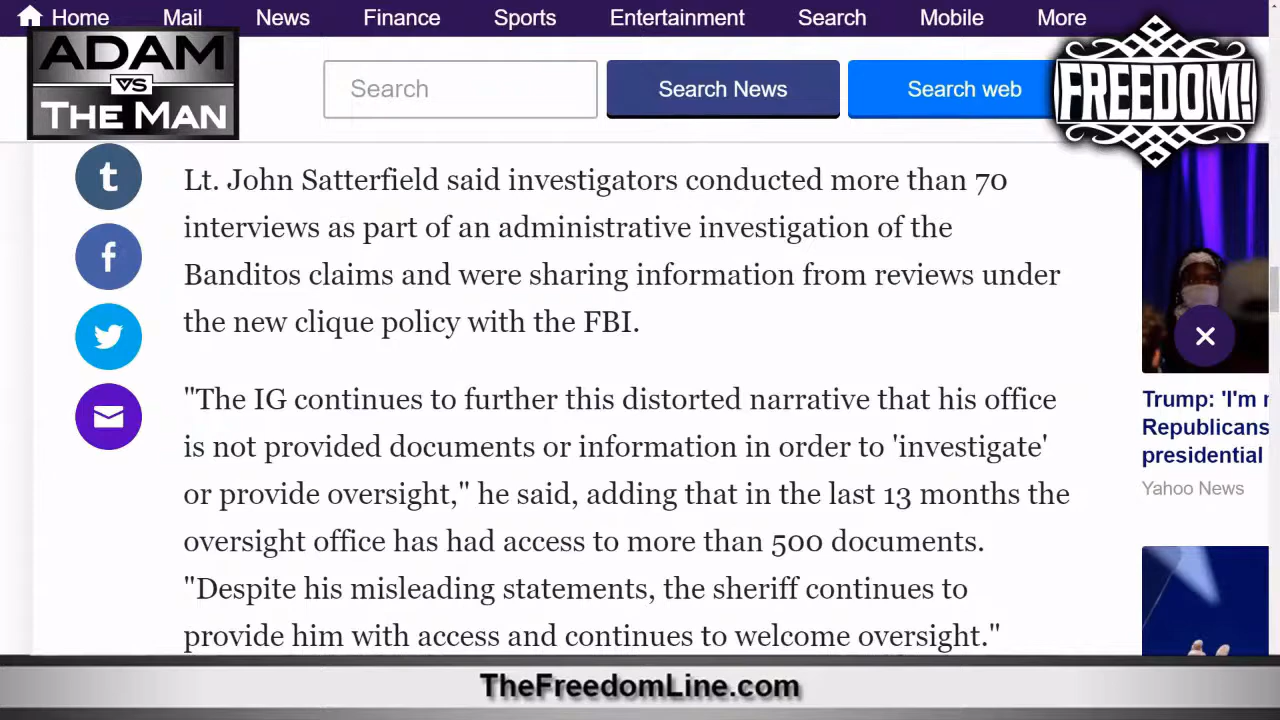 Home Mail News Finance Sports Entertainment Search Mobile More
ADAM
VS
THE MAN
Search
Search News
Search web
FREEDOM!
Lt. John Satterfield said investigators conducted more than 70
interviews as part of an administrative investigation of the
Banditos claims and were sharing information from reviews under
the new clique policy with the FBI.
"The IG continues to further this distorted narrative that his office
is not provided documents or information in order to 'investigate'
or provide oversight," he said, adding that in the last 13 months the
oversight office has had access to more than 500 documents.
"Despite his misleading statements, the sheriff continues to
provide him with access and continues to welcome oversight."
Trump: 'I'm
Republicans
presidential
Yahoo News
TheFreedomLine.com